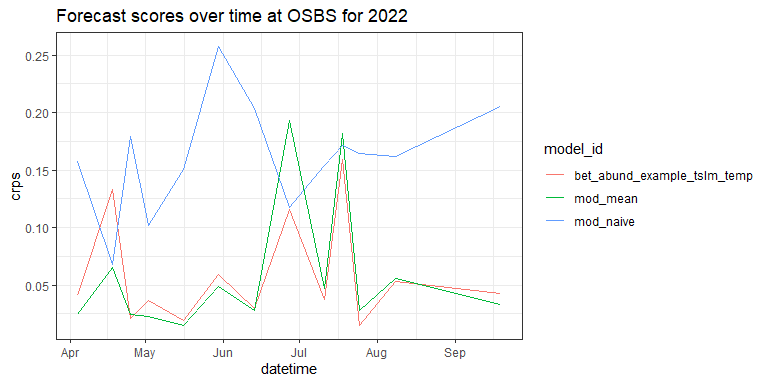 Forecast scores over time at OSBS for 2022
0.25
0.20
0.15
0.10
0.05
crps
Apr May Jun Jul Aug Sep
datetime
model_id
bet_abund_example_tslm_temp
mod_mean
mod_naive